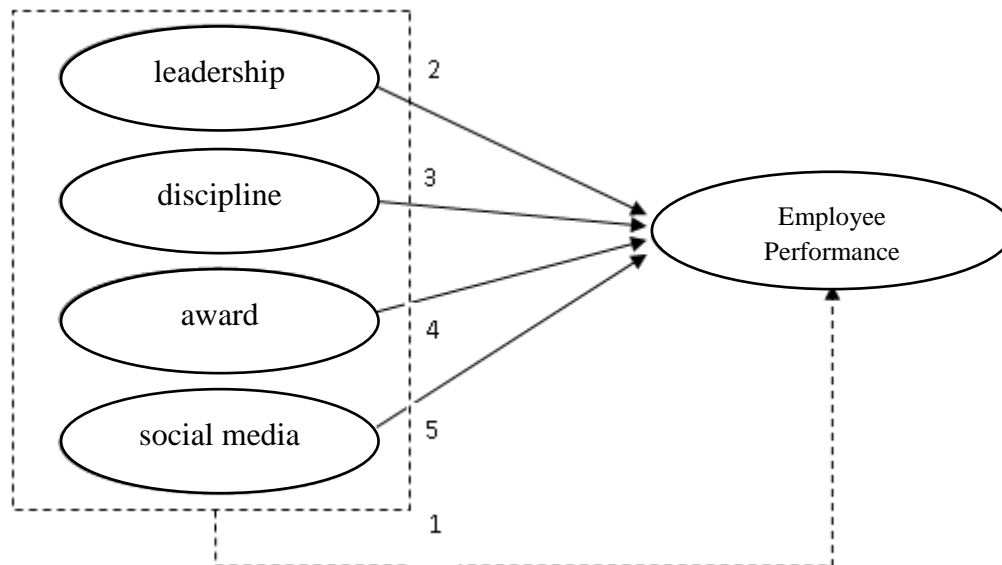 leadership
2
discipline
3
Employee
Performance
award
4
social media
5
1